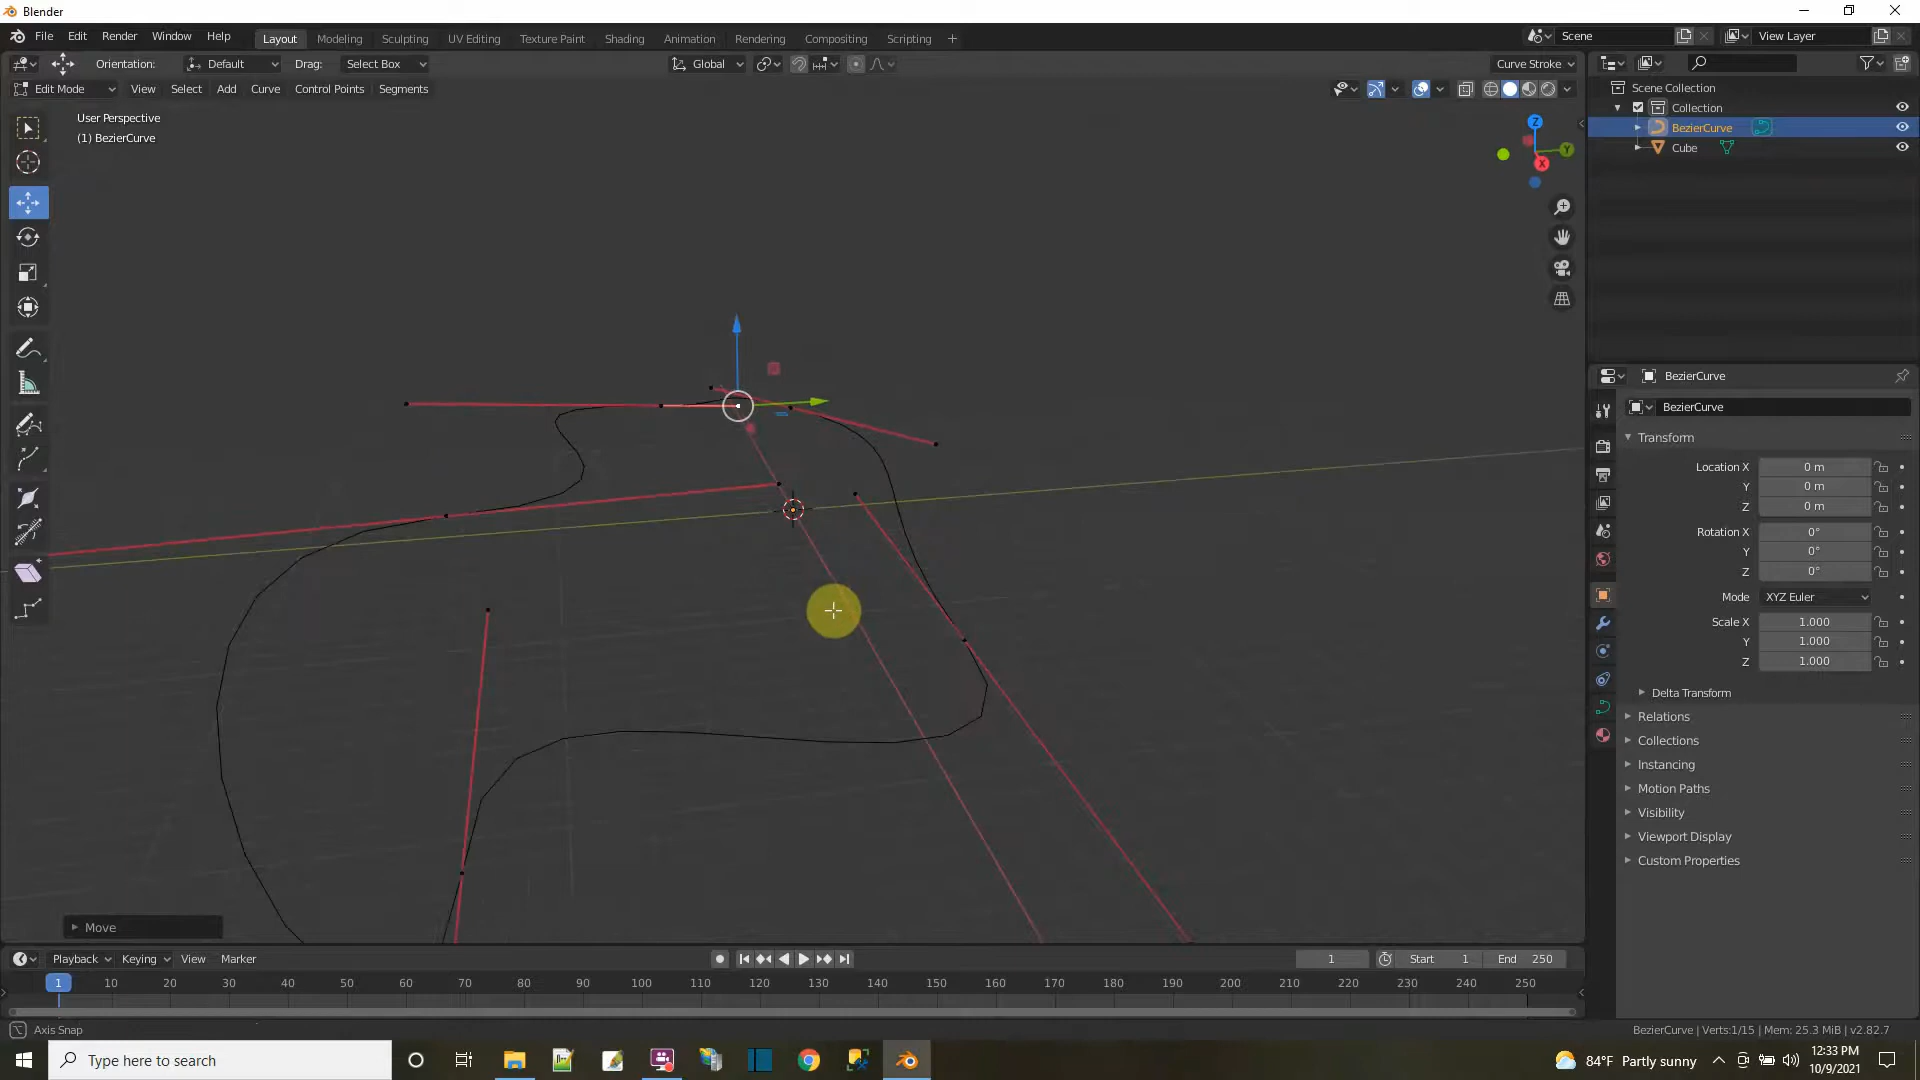 Blender
File Edit Render Window Help Layout Modeling Sculpting UV Editing Texture Paint Shading Animation Rendering Compositing Scripting + Scene View Layer
Orientation: Default Drag: Select Box Global Curve Stroke
Edit Mode View Select Add Curve Control Points Segments
User Perspective
(1) BezierCurve
Z
Y
X
Move
Scene Collection
Collection
BezierCurve
Cube
BezierCurve
BezierCurve
Transform
Location X 0 m
Y 0 m
Z 0 m
Rotation X 0°
Y 0°
Z 0°
Mode XYZ Euler
Scale X 1.000
Y 1.000
Z 1.000
Delta Transform
Relations
Collections
Instancing
Motion Paths
Visibility
Viewport Display
Custom Properties
Playback Keying View Marker 1 Start 1 End 250
1 10 20 30 40 50 60 70 80 90 100 110 120 130 140 150 160 170 180 190 200 210 220 230 240 250
Axis Snap BezierCurve | Verts:1/15 | Mem: 25.3 MiB | v2.82.7
Type here to search 84°F Partly sunny 12:33 PM
10/9/2021